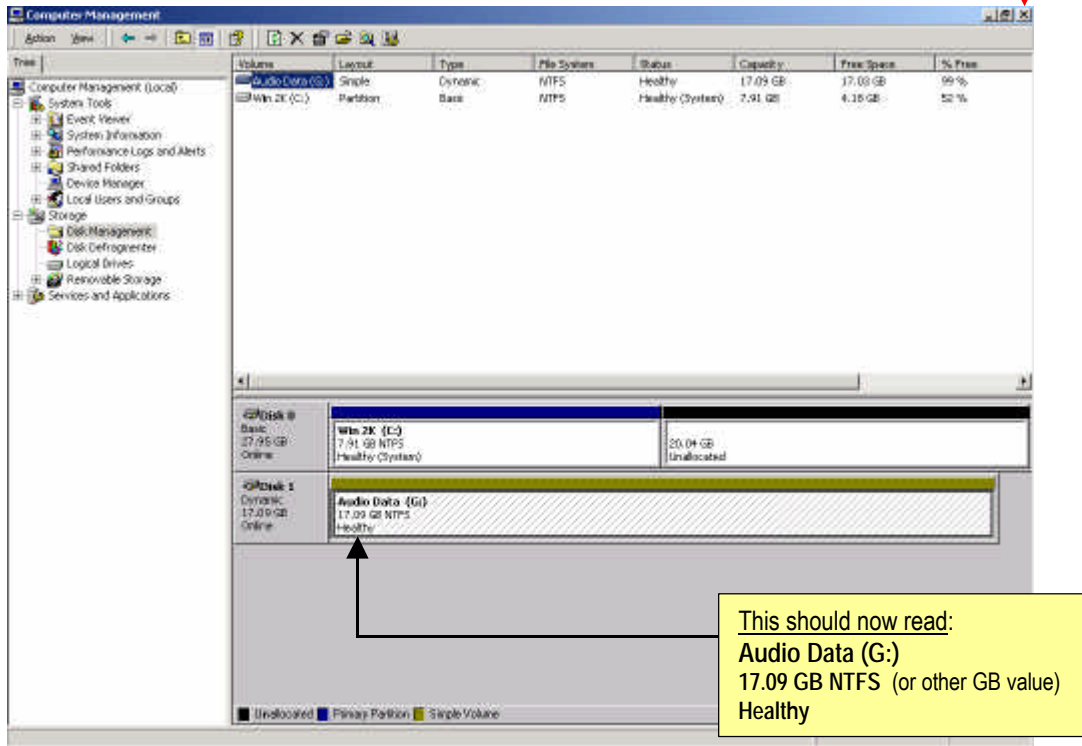 Computer Management
Action View
Tree
Computer Management (Local)
System Tools
Event Viewer
System Information
Performance Logs and Alerts
Shared Folders
Device Manager
Local Users and Groups
Storage
Disk Management
Disk Defragmenter
Logical Drives
Removable Storage
Services and Applications
Volume Layout Type File System Status Capacity Free Space % Free
Audio Data (G:) Simple Dynamic NTFS Healthy 17.09 GB 17.03 GB 99 %
Win 2K (C:) Partition Basic NTFS Healthy (System) 7.91 GB 4.18 GB 52 %
Disk 0
Basic
27.95 GB
Online
Win 2K (C:)
7.91 GB NTFS
Healthy (System)
20.04 GB
Unallocated
Disk 1
Dynamic
17.09 GB
Online
Audio Data (G:)
17.09 GB NTFS
Healthy
This should now read:
Audio Data (G:)
17.09 GB NTFS (or other GB value)
Healthy
Unallocated Primary Partition Simple Volume